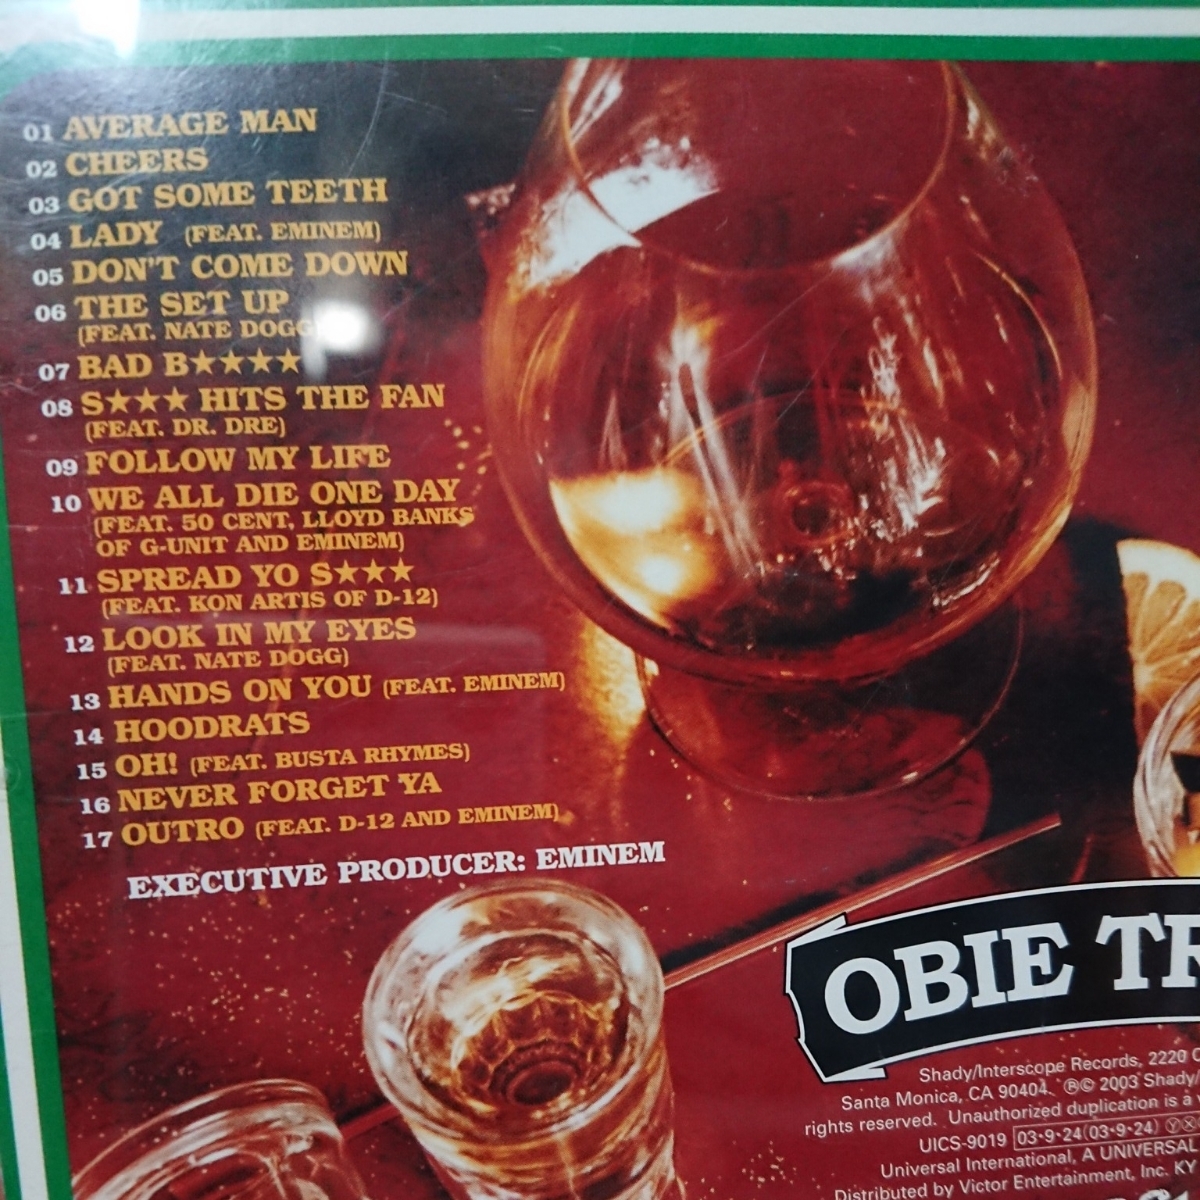 01 AVERAGE MAN
02 CHEERS
03 GOT SOME TEETH
04 LADY (FEAT. EMINEM)
05 DON'T COME DOWN
06 THE SET UP
(FEAT. NATE DOGG
07 BAD B★★★★
08 S★★★ HITS THE FAN
(FEAT. DR. DRE)
09 FOLLOW MY LIFE
10 WE ALL DIE ONE DAY
(FEAT. 50 CENT, LLOYD BANKS
OF G-UNIT AND EMINEM)
11 SPREAD YO S★★★
(FEAT. KON ARTIS OF D-12)
12 LOOK IN MY EYES
(FEAT. NATE DOGG)
13 HANDS ON YOU (FEAT. EMINEM)
14 HOODRATS
15 OH! (FEAT. BUSTA RHYMES)
16 NEVER FORGET YA
17 OUTRO (FEAT. D-12 AND EMINEM)
EXECUTIVE PRODUCER: EMINEM
OBIE TR
Shady/Interscope Records, 2220 C
Santa Monica, CA 90404. ℗© 2003 Shady/
rights reserved. Unauthorized duplication is a v
UICS-9019 03・9・24(03・9・24) Ⓨ Ⓧ
Universal International, A UNIVERSAL
Distributed by Victor Entertainment, Inc. KY